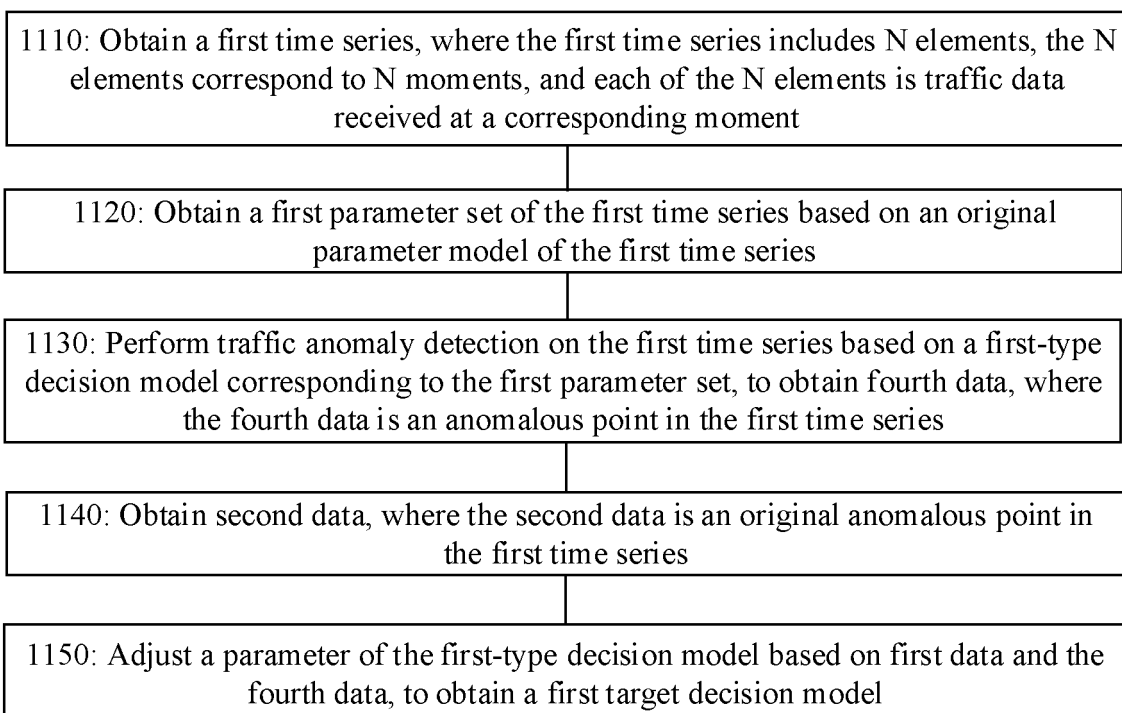 1110: Obtain a first time series, where the first time series includes N elements, the N
elements correspond to N moments, and each of the N elements is traffic data
received at a corresponding moment
1120: Obtain a first parameter set of the first time series based on an original
parameter model of the first time series
1130: Perform traffic anomaly detection on the first time series based on a first-type
decision model corresponding to the first parameter set, to obtain fourth data, where
the fourth data is an anomalous point in the first time series
1140: Obtain second data, where the second data is an original anomalous point in
the first time series
1150: Adjust a parameter of the first-type decision model based on first data and the
fourth data, to obtain a first target decision model